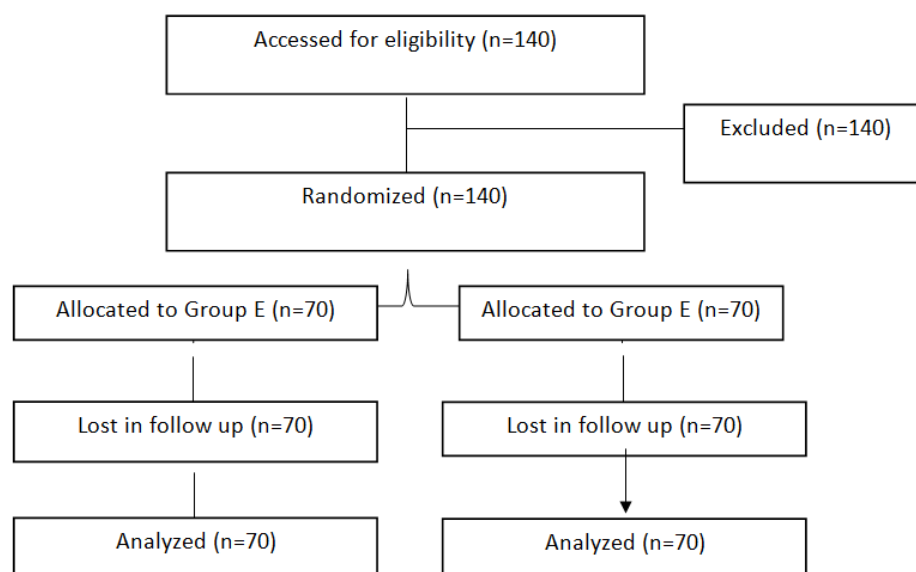 Accessed for eligibility (n=140)
Excluded (n=140)
Randomized (n=140)
Allocated to Group E (n=70)
Allocated to Group E (n=70)
Lost in follow up (n=70)
Lost in follow up (n=70)
Analyzed (n=70)
Analyzed (n=70)